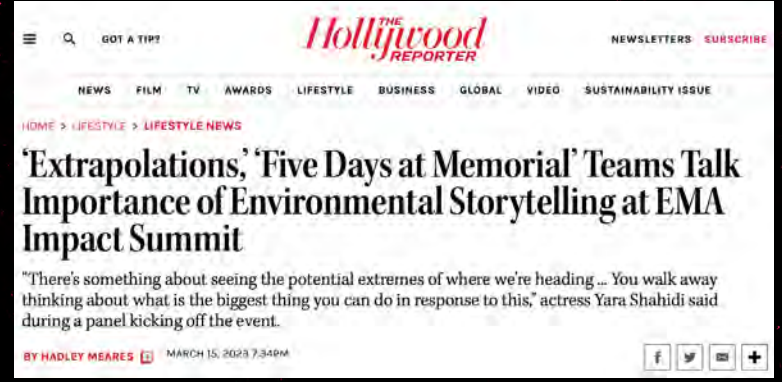 GOT A TIP?
THE
Hollywood
REPORTER
NEWSLETTERS SUBSCRIBE
NEWS FILM TV AWARDS LIFESTYLE BUSINESS GLOBAL VIDEO SUSTAINABILITY ISSUE
HOME > LIFESTYLE > LIFESTYLE NEWS
‘Extrapolations,’ ‘Five Days at Memorial’ Teams Talk
Importance of Environmental Storytelling at EMA
Impact Summit
"There's something about seeing the potential extremes of where we're heading ... You walk away
thinking about what is the biggest thing you can do in response to this," actress Yara Shahidi said
during a panel kicking off the event.
BY HADLEY MEARES MARCH 15, 2023 7:34PM